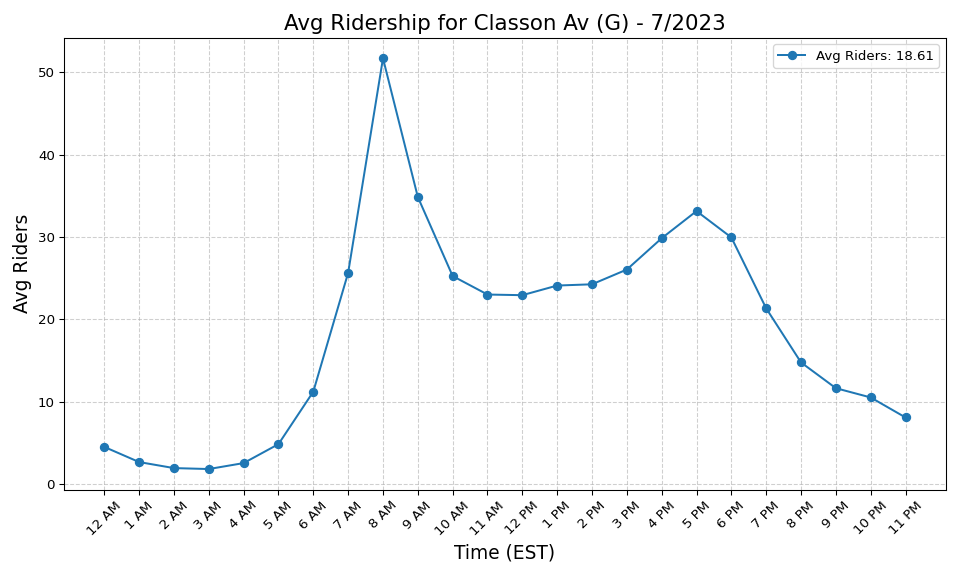 Avg Ridership for Classon Av (G) - 7/2023
Avg Riders: 18.61
Avg Riders
50
40
30
20
10
0
12 AM
1 AM
2 AM
3 AM
4 AM
5 AM
6 AM
7 AM
8 AM
9 AM
10 AM
11 AM
12 PM
1 PM
2 PM
3 PM
4 PM
5 PM
6 PM
7 PM
8 PM
9 PM
10 PM
11 PM
Time (EST)